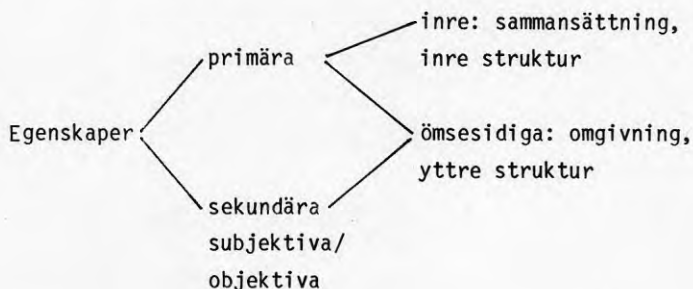 inre: sammansättning,
primära
inre struktur
Egenskaper
ömsesidiga: omgivning,
yttre struktur
sekundära
subjektiva/
objektiva